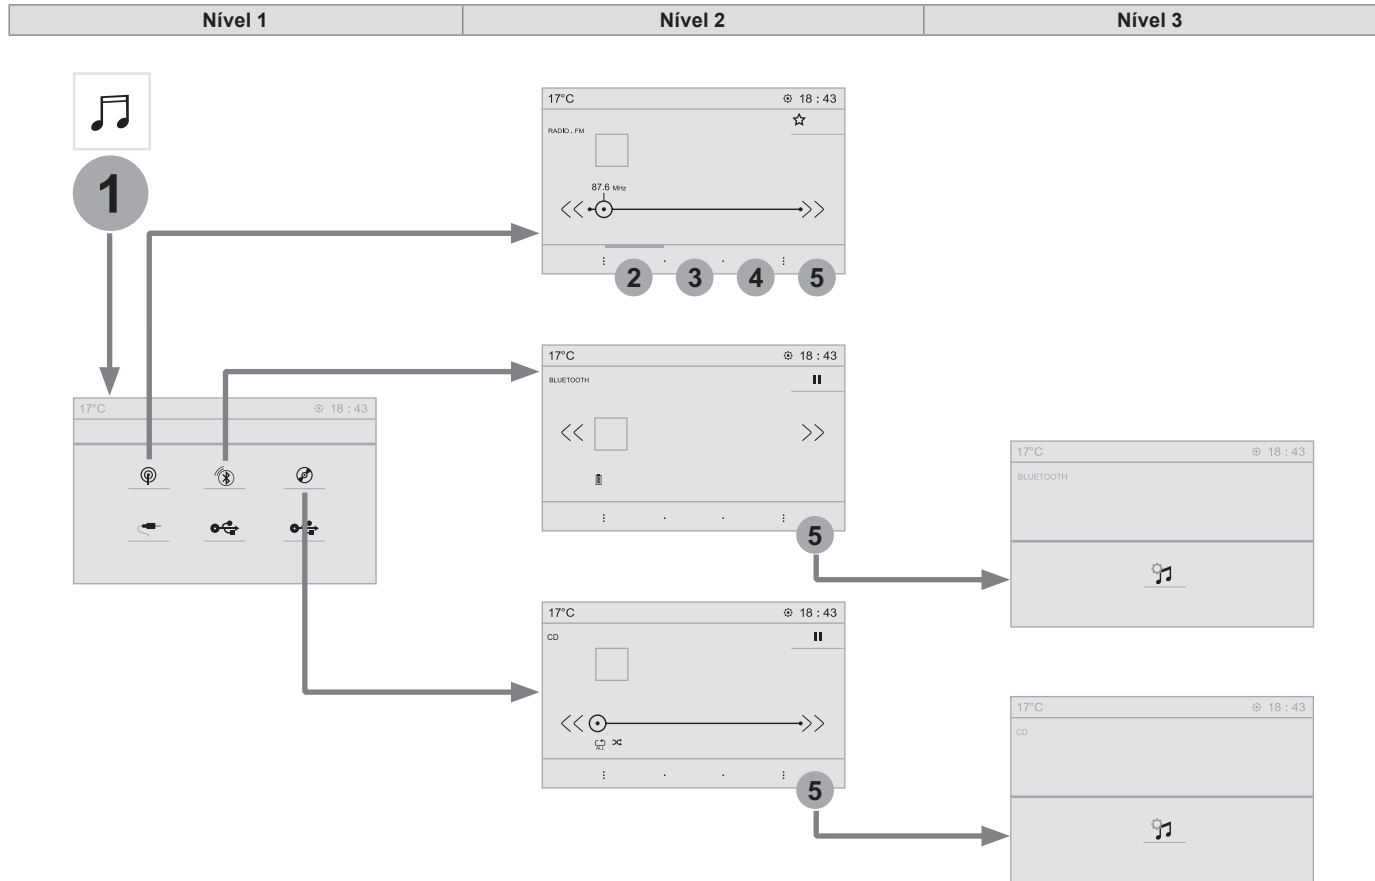 Nível 1
Nível 2
Nível 3
1
17°C 18 : 43
17°C 18 : 43
RADIO . FM
87.6 MHz
2 3 4 5
17°C 18 : 43
BLUETOOTH
5
17°C 18 : 43
CD
ALL
5
17°C 18 : 43
BLUETOOTH
17°C 18 : 43
CD